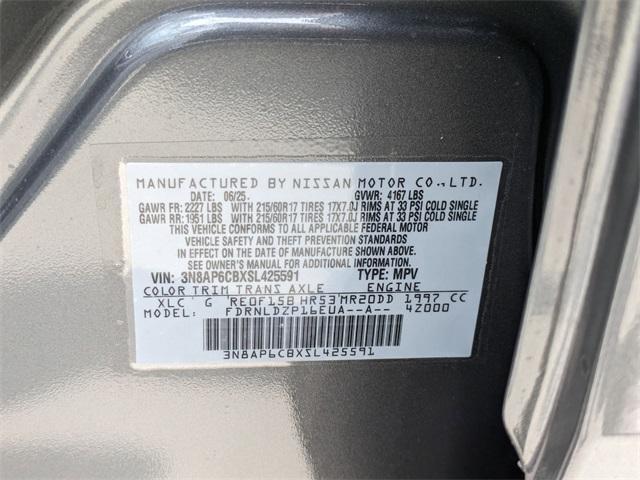 MANUFACTURED BY NISSAN MOTOR CO.,LTD.
DATE: 06/25 GVWR: 4167 LBS
GAWR FR: 2227 LBS WITH 215/60R17 TIRES 17X7.0J RIMS AT 33 PSI COLD SINGLE
GAWR RR: 1951 LBS WITH 215/60R17 TIRES 17X7.0J RIMS AT 33 PSI COLD SINGLE
THIS VEHICLE CONFORMS TO ALL APPLICABLE FEDERAL MOTOR
VEHICLE SAFETY, BUMPER, AND THEFT PREVENTION STANDARDS
IN EFFECT ON THE DATE OF MANUFACTURE SHOWN ABOVE.
SEE OWNER'S MANUAL FOR ADDITIONAL INFORMATION.
VIN: 3N8AP6CBXSL425591 TYPE: MPV
COLOR TRIM TRANS AXLE ENGINE
XLC G RE0F15B HR53 MR20DD 1997 CC
MODEL: FDRNLDZP16EUA--A-- 4Z000
3N8AP6CBXSL425591